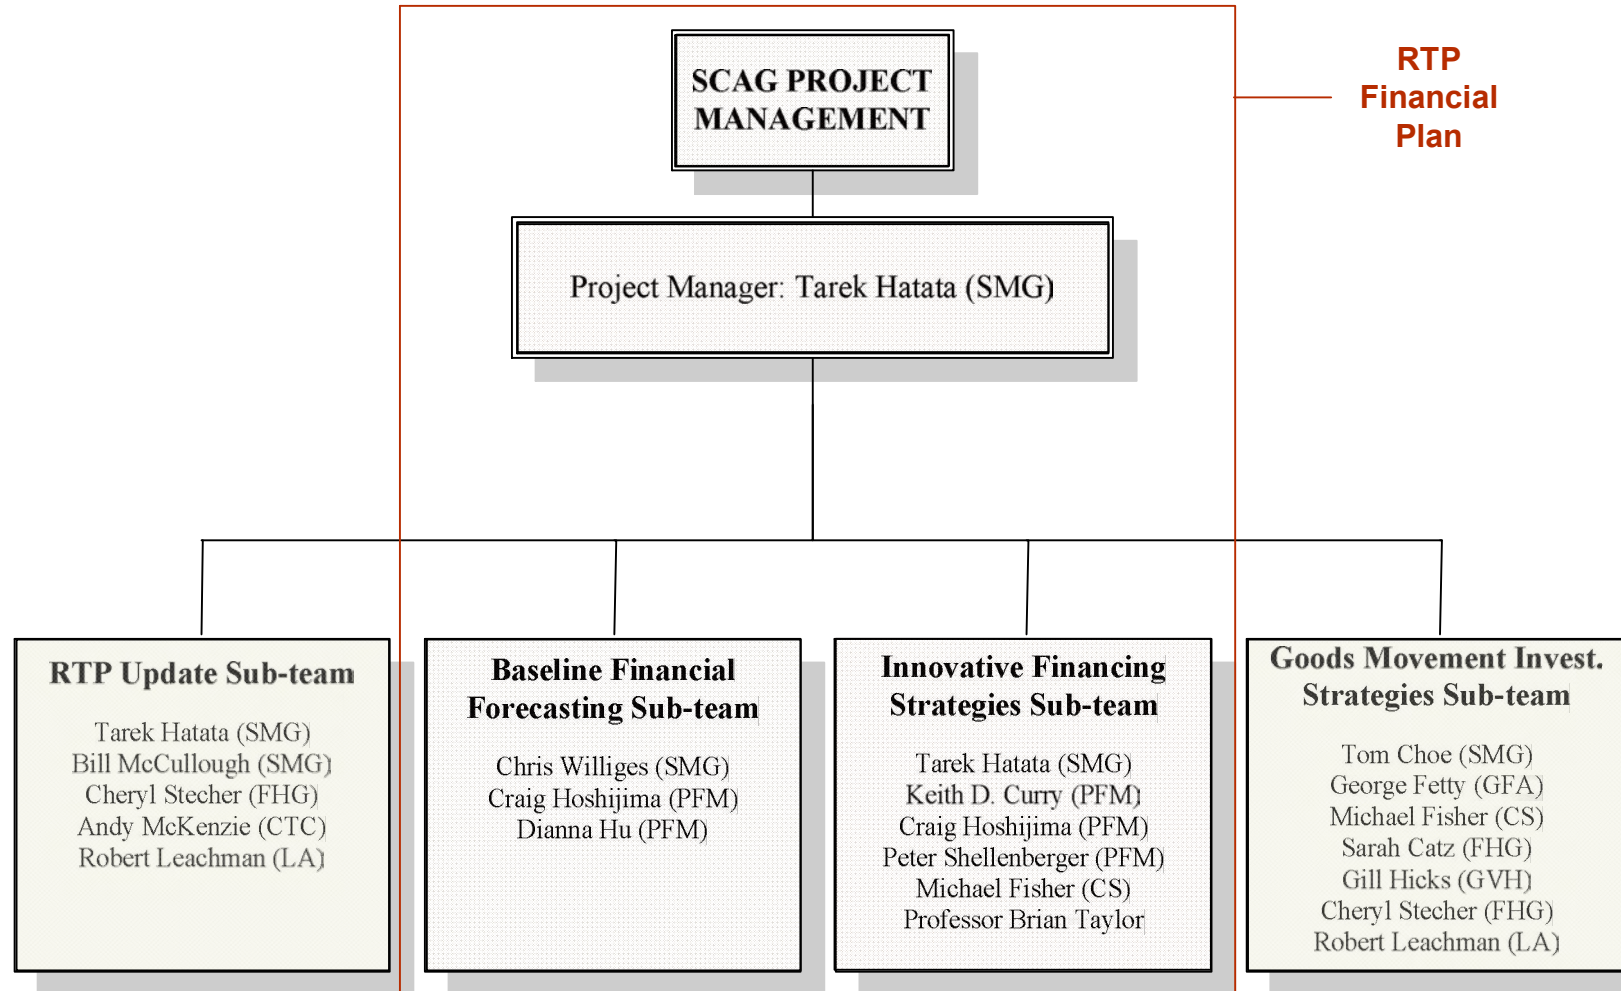 SCAG PROJECT
MANAGEMENT
RTP
Financial
Plan
Project Manager: Tarek Hatata (SMG)
RTP Update Sub-team
Tarek Hatata (SMG)
Bill McCullough (SMG)
Cheryl Stecher (FHG)
Andy McKenzie (CTC)
Robert Leachman (LA)
Baseline Financial
Forecasting Sub-team
Chris Williges (SMG)
Craig Hoshijima (PFM)
Dianna Hu (PFM)
Innovative Financing
Strategies Sub-team
Tarek Hatata (SMG)
Keith D. Curry (PFM)
Craig Hoshijima (PFM)
Peter Shellenberger (PFM)
Michael Fisher (CS)
Professor Brian Taylor
Goods Movement Invest.
Strategies Sub-team
Tom Choe (SMG)
George Fetty (GFA)
Michael Fisher (CS)
Sarah Catz (FHG)
Gill Hicks (GVH)
Cheryl Stecher (FHG)
Robert Leachman (LA)